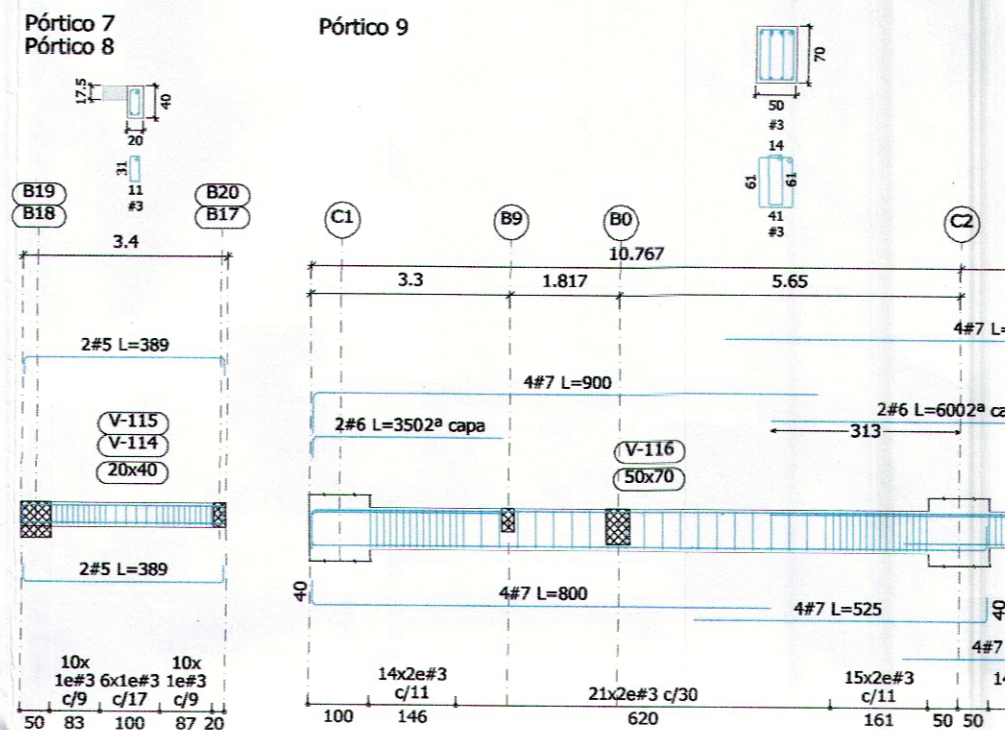 Pórtico 7
Pórtico 8
17.5
40
20
31
11
#3
B19
B18
B20
B17
3.4
2#5 L=389
V-115
V-114
20x40
2#5 L=389
10x
1e#3
c/9
6x1e#3
c/17
10x
1e#3
c/9
50
83
100
87
20
Pórtico 9
70
50
#3
14
61
61
41
#3
C1
B9
B0
C2
10.767
3.3
1.817
5.65
4#7 L=
4#7 L=900
2#6 L=3502ª capa
2#6 L=6002ª ca
313
V-116
50x70
40
4#7 L=800
4#7 L=525
40
4#7
14x2e#3
c/11
21x2e#3 c/30
15x2e#3
c/11
14
100
146
620
161
50
50